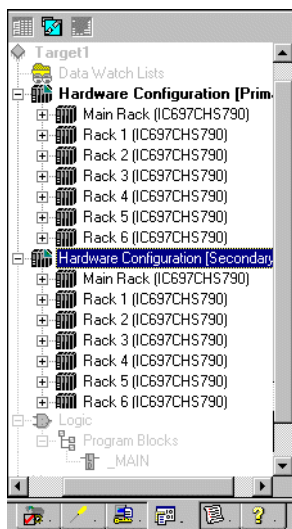 Target1
Data Watch Lists
Hardware Configuration [Prim
Main Rack (IC697CHS790)
Rack 1 (IC697CHS790)
Rack 2 (IC697CHS790)
Rack 3 (IC697CHS790)
Rack 4 (IC697CHS790)
Rack 5 (IC697CHS790)
Rack 6 (IC697CHS790)
Hardware Configuration [Secondary
Main Rack (IC697CHS790)
Rack 1 (IC697CHS790)
Rack 2 (IC697CHS790)
Rack 3 (IC697CHS790)
Rack 4 (IC697CHS790)
Rack 5 (IC697CHS790)
Rack 6 (IC697CHS790)
Logic
Program Blocks
_MAIN